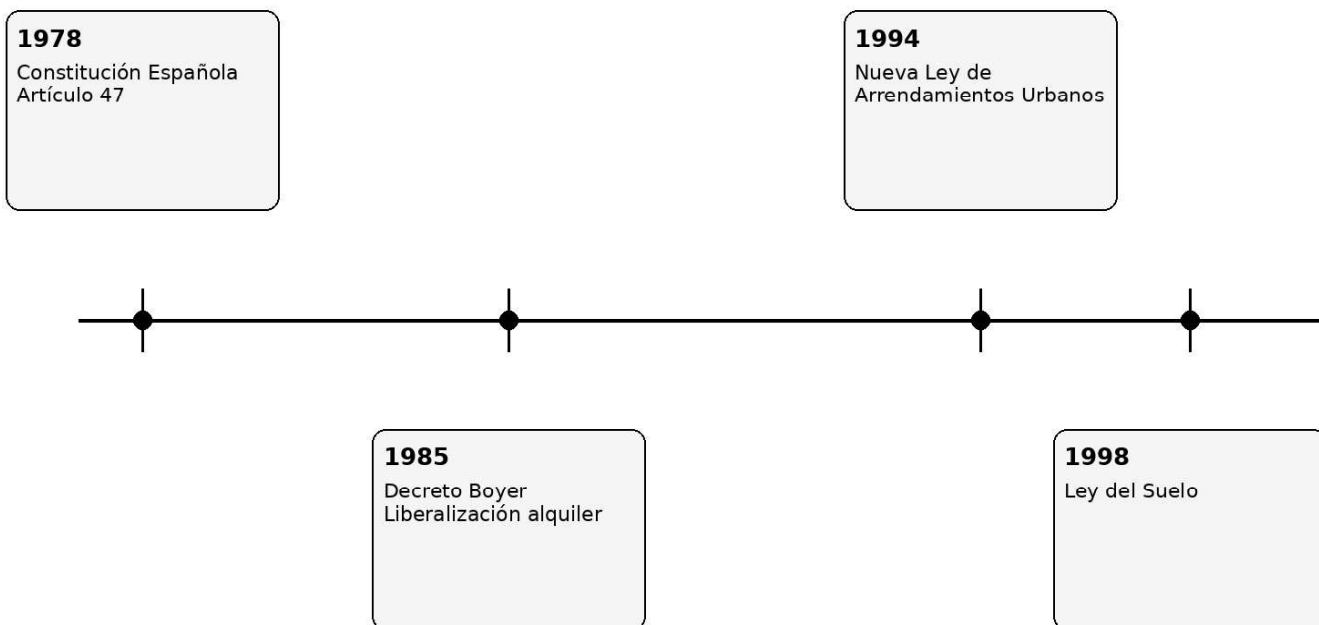 1978
Constitución Española
Artículo 47
1994
Nueva Ley de
Arrendamientos Urbanos
1985
Decreto Boyer
Liberalización alquiler
1998
Ley del Suelo